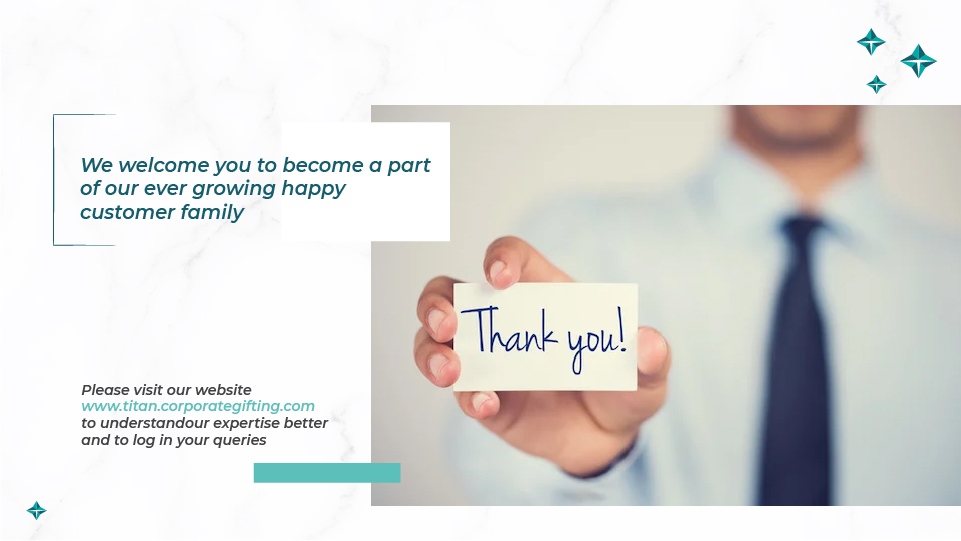 We welcome you to become a part
of our ever growing happy
customer family
Thank you!
Please visit our website
www.titan.corporategifting.com
to understandour expertise better
and to log in your queries